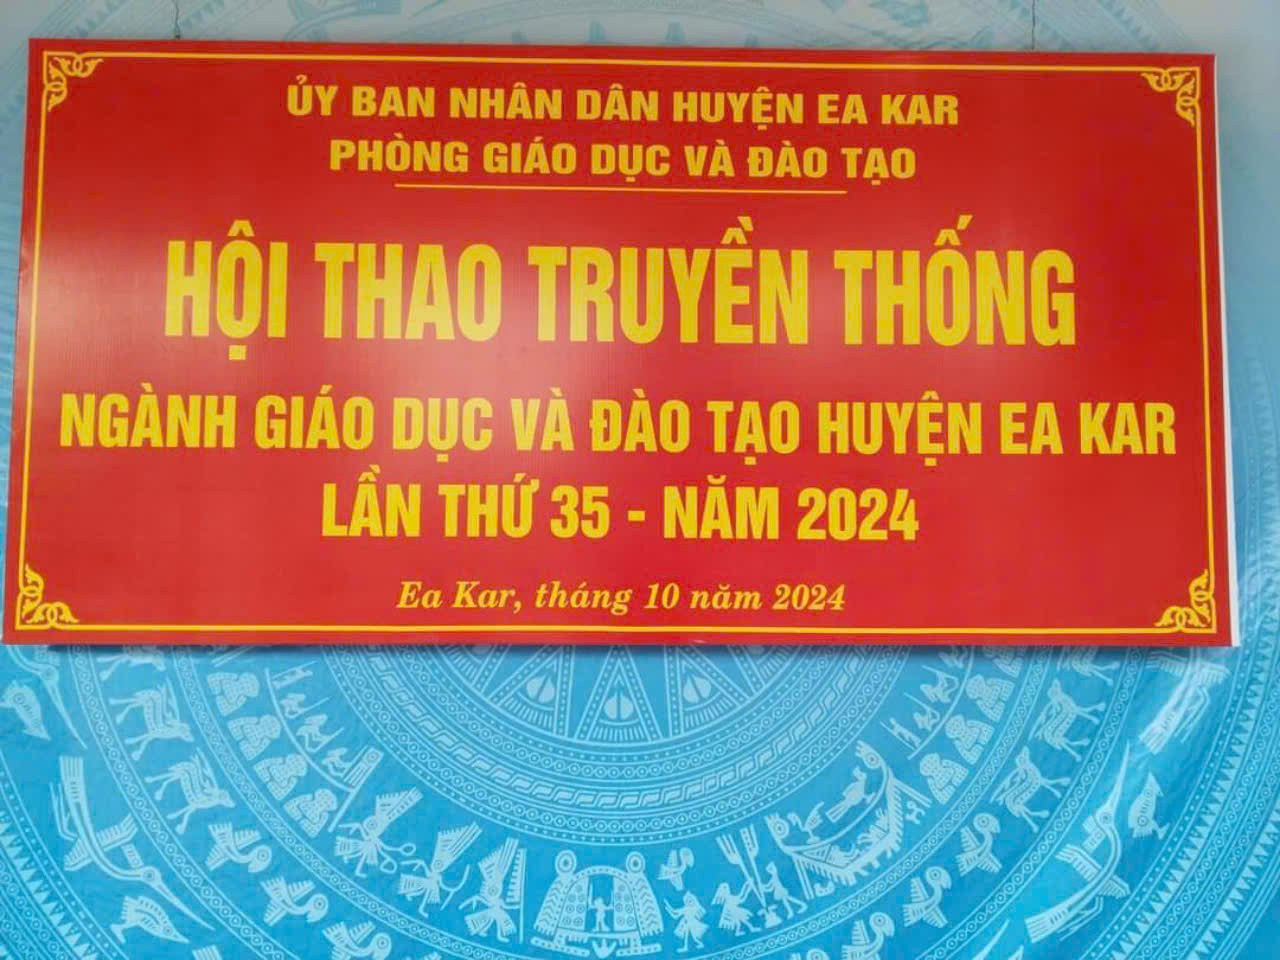 ỦY BAN NHÂN DÂN HUYỆN EA KAR
PHÒNG GIÁO DỤC VÀ ĐÀO TẠO
HỘI THAO TRUYỀN THỐNG
NGÀNH GIÁO DỤC VÀ ĐÀO TẠO HUYỆN EA KAR
LẦN THỨ 35 - NĂM 2024
Ea Kar, tháng 10 năm 2024